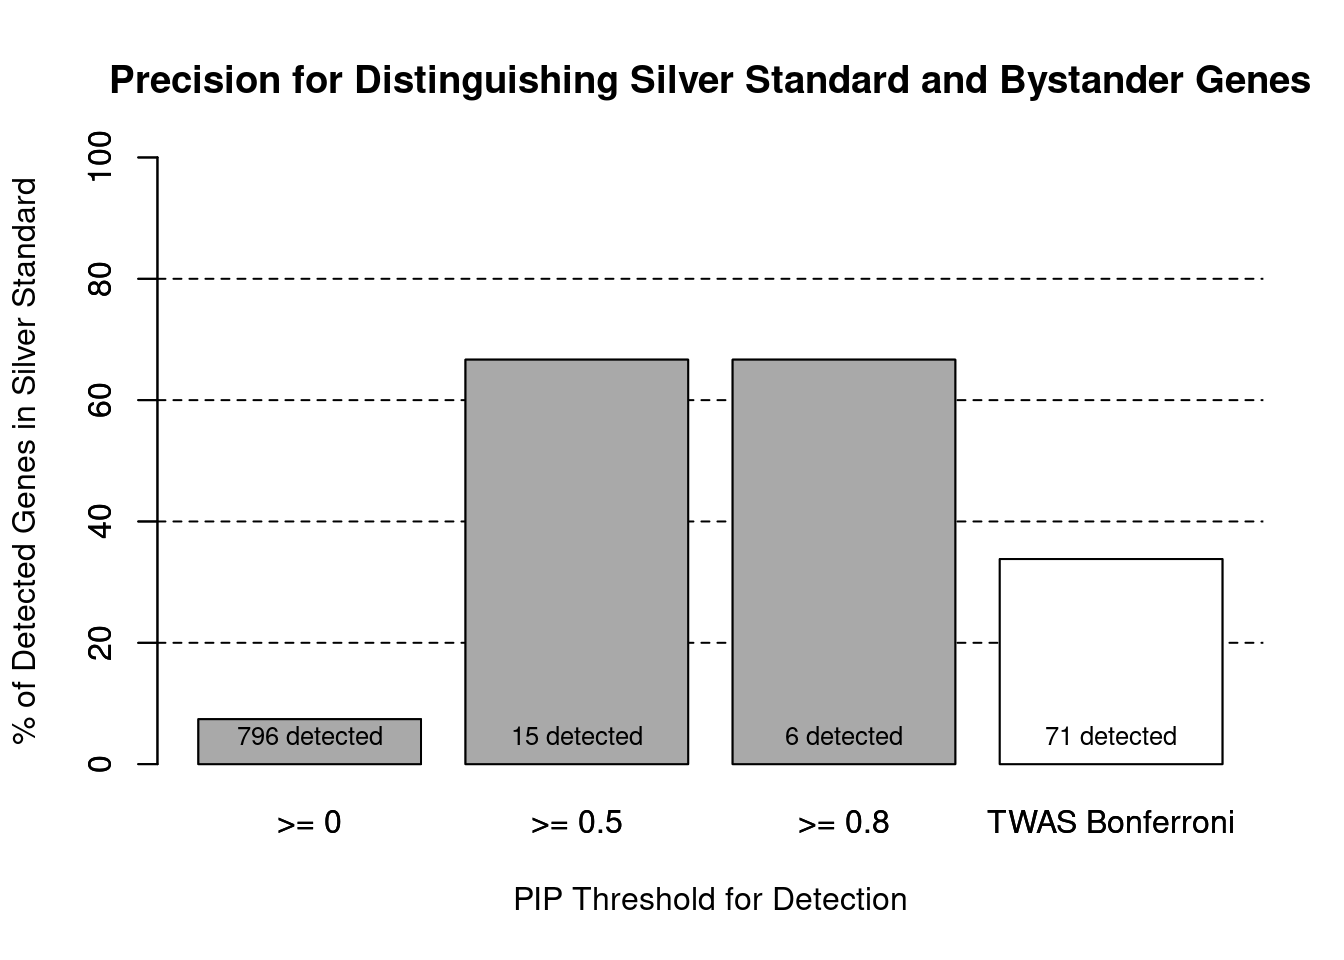 Precision for Distinguishing Silver Standard and Bystander Genes
% of Detected Genes in Silver Standard
100
80
60
40
20
0
796 detected
15 detected
6 detected
71 detected
>= 0
>= 0.5
>= 0.8
TWAS Bonferroni
PIP Threshold for Detection